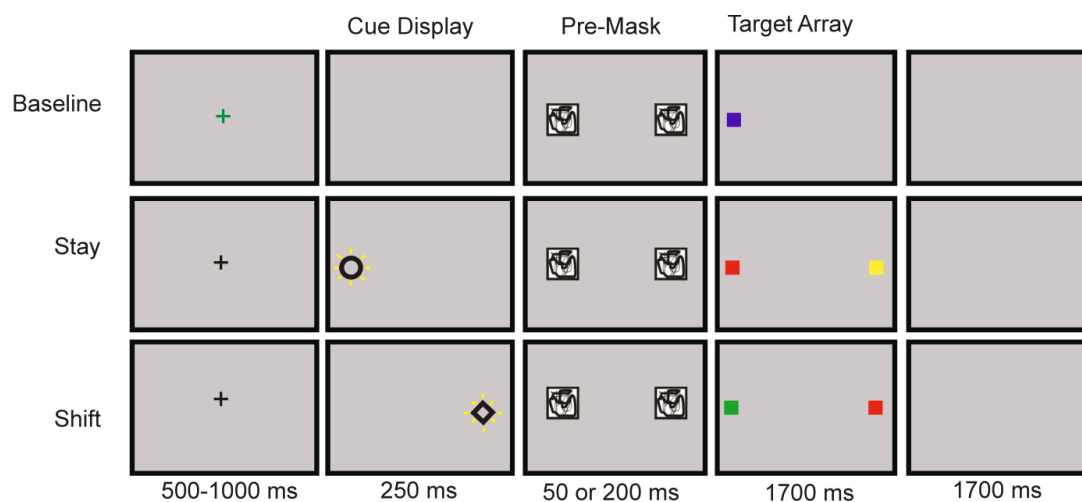 Cue Display Pre-Mask Target Array
Baseline
Stay
Shift
500-1000 ms 250 ms 50 or 200 ms 1700 ms 1700 ms